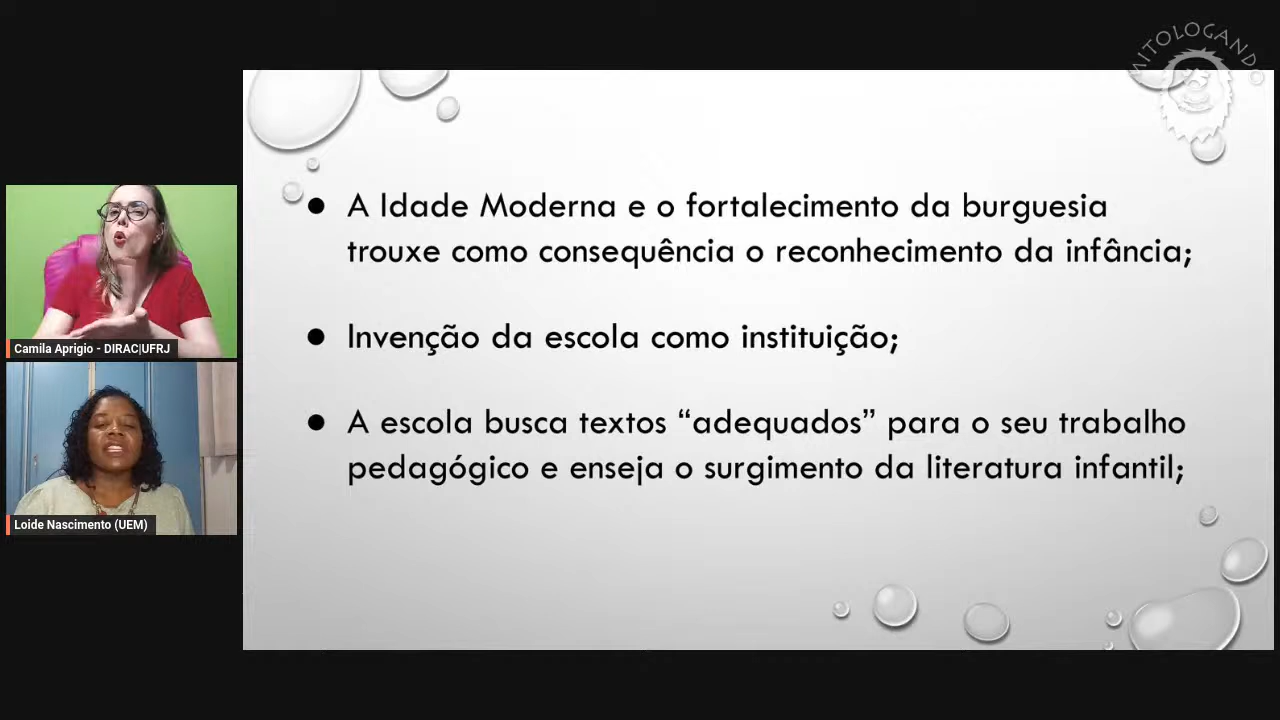 MITOLOGANDO
A Idade Moderna e o fortalecimento da burguesia
trouxe como consequência o reconhecimento da infância;
Invenção da escola como instituição;
A escola busca textos “adequados” para o seu trabalho
pedagógico e enseja o surgimento da literatura infantil;
Camila Aprigio - DIRAC|UFRJ
Loide Nascimento (UEM)